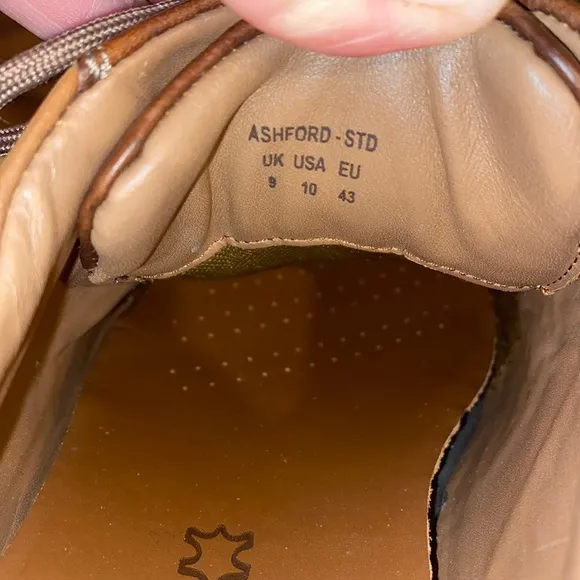 ASHFORD - STD
UK USA EU
9 10 43